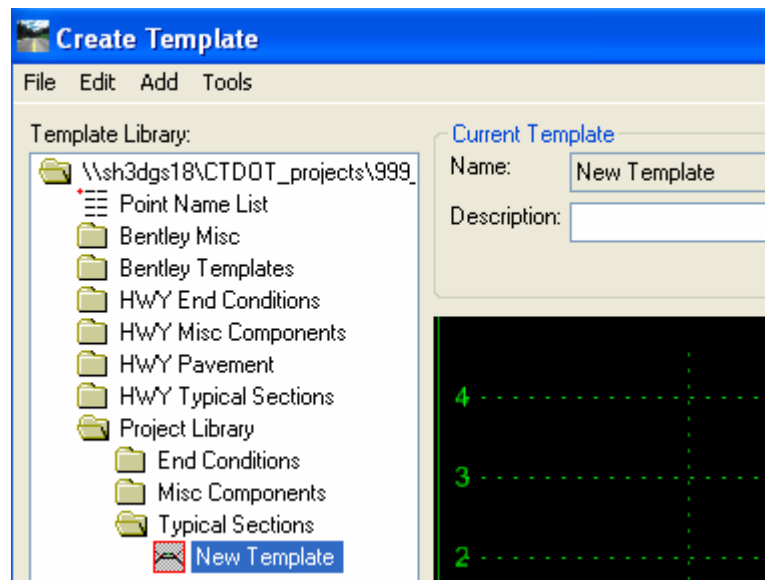 Create Template
File Edit Add Tools
Template Library:
\\sh3dgs18\CTDOT_projects\999_
Point Name List
Bentley Misc
Bentley Templates
HWY End Conditions
HWY Misc Components
HWY Pavement
HWY Typical Sections
Project Library
End Conditions
Misc Components
Typical Sections
New Template
Current Template
Name: New Template
Description:
4
3
2